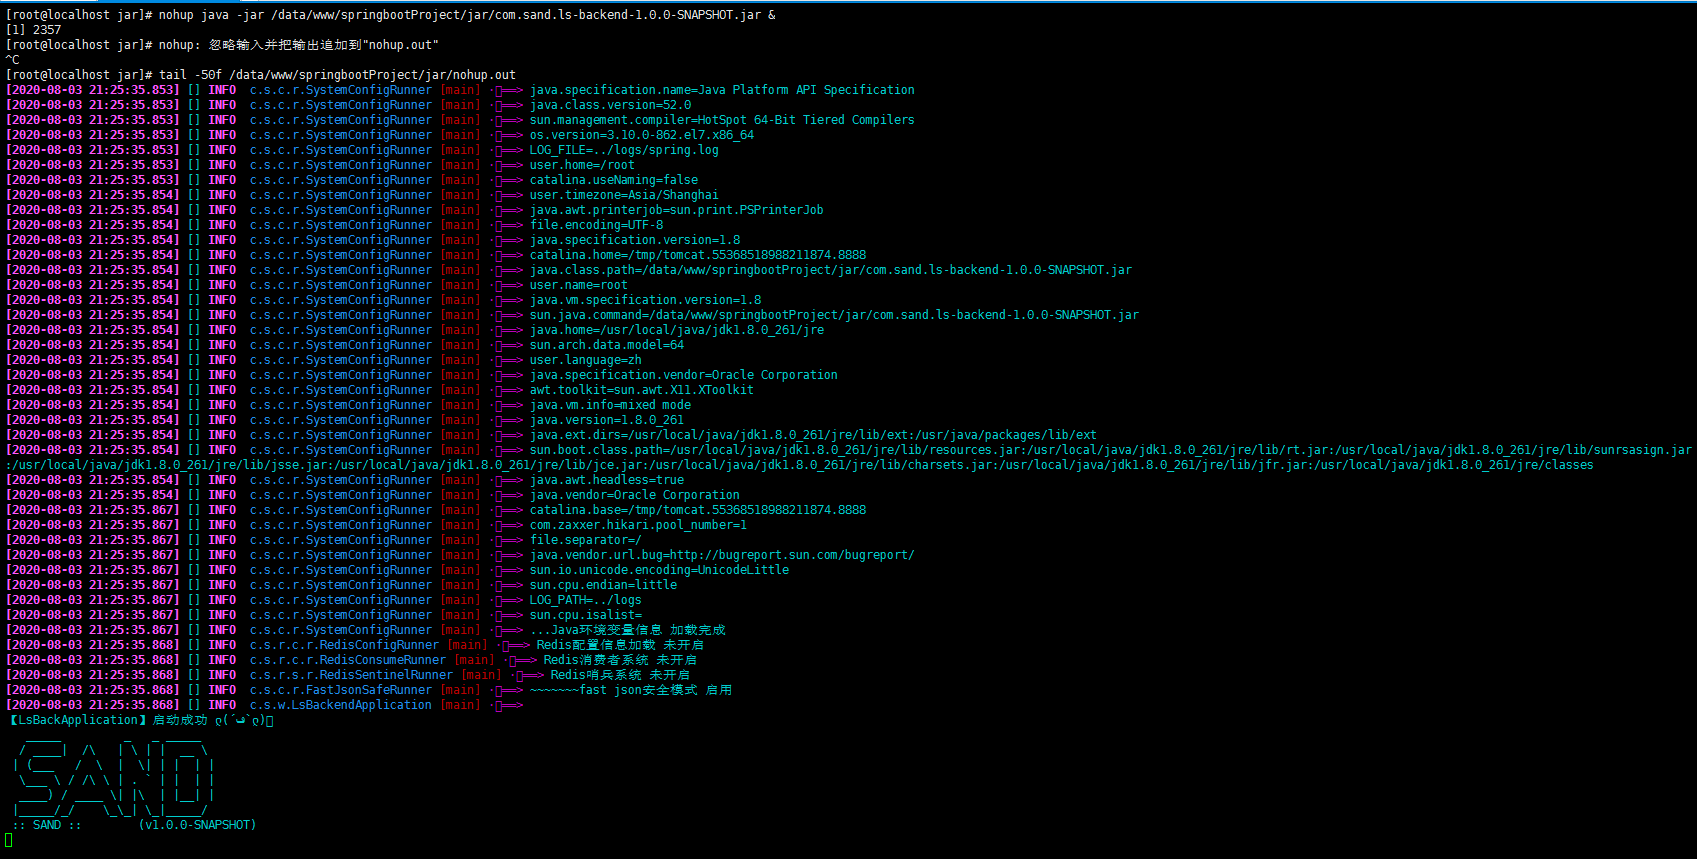 [root@localhost jar]# nohup java -jar /data/www/springbootProject/jar/com.sand.ls-backend-1.0.0-SNAPSHOT.jar &
[1] 2357
[root@localhost jar]# nohup: 忽略输入并把输出追加到"nohup.out"
^C
[root@localhost jar]# tail -50f /data/www/springbootProject/jar/nohup.out
[2020-08-03 21:25:35.853] [] INFO  c.s.c.r.SystemConfigRunner [main] ·▯==> java.specification.name=Java Platform API Specification
[2020-08-03 21:25:35.853] [] INFO  c.s.c.r.SystemConfigRunner [main] ·▯==> java.class.version=52.0
[2020-08-03 21:25:35.853] [] INFO  c.s.c.r.SystemConfigRunner [main] ·▯==> sun.management.compiler=HotSpot 64-Bit Tiered Compilers
[2020-08-03 21:25:35.853] [] INFO  c.s.c.r.SystemConfigRunner [main] ·▯==> os.version=3.10.0-862.el7.x86_64
[2020-08-03 21:25:35.853] [] INFO  c.s.c.r.SystemConfigRunner [main] ·▯==> LOG_FILE=../logs/spring.log
[2020-08-03 21:25:35.853] [] INFO  c.s.c.r.SystemConfigRunner [main] ·▯==> user.home=/root
[2020-08-03 21:25:35.853] [] INFO  c.s.c.r.SystemConfigRunner [main] ·▯==> catalina.useNaming=false
[2020-08-03 21:25:35.854] [] INFO  c.s.c.r.SystemConfigRunner [main] ·▯==> user.timezone=Asia/Shanghai
[2020-08-03 21:25:35.854] [] INFO  c.s.c.r.SystemConfigRunner [main] ·▯==> java.awt.printerjob=sun.print.PSPrinterJob
[2020-08-03 21:25:35.854] [] INFO  c.s.c.r.SystemConfigRunner [main] ·▯==> file.encoding=UTF-8
[2020-08-03 21:25:35.854] [] INFO  c.s.c.r.SystemConfigRunner [main] ·▯==> java.specification.version=1.8
[2020-08-03 21:25:35.854] [] INFO  c.s.c.r.SystemConfigRunner [main] ·▯==> catalina.home=/tmp/tomcat.55368518988211874.8888
[2020-08-03 21:25:35.854] [] INFO  c.s.c.r.SystemConfigRunner [main] ·▯==> java.class.path=/data/www/springbootProject/jar/com.sand.ls-backend-1.0.0-SNAPSHOT.jar
[2020-08-03 21:25:35.854] [] INFO  c.s.c.r.SystemConfigRunner [main] ·▯==> user.name=root
[2020-08-03 21:25:35.854] [] INFO  c.s.c.r.SystemConfigRunner [main] ·▯==> java.vm.specification.version=1.8
[2020-08-03 21:25:35.854] [] INFO  c.s.c.r.SystemConfigRunner [main] ·▯==> sun.java.command=/data/www/springbootProject/jar/com.sand.ls-backend-1.0.0-SNAPSHOT.jar
[2020-08-03 21:25:35.854] [] INFO  c.s.c.r.SystemConfigRunner [main] ·▯==> java.home=/usr/local/java/jdk1.8.0_261/jre
[2020-08-03 21:25:35.854] [] INFO  c.s.c.r.SystemConfigRunner [main] ·▯==> sun.arch.data.model=64
[2020-08-03 21:25:35.854] [] INFO  c.s.c.r.SystemConfigRunner [main] ·▯==> user.language=zh
[2020-08-03 21:25:35.854] [] INFO  c.s.c.r.SystemConfigRunner [main] ·▯==> java.specification.vendor=Oracle Corporation
[2020-08-03 21:25:35.854] [] INFO  c.s.c.r.SystemConfigRunner [main] ·▯==> awt.toolkit=sun.awt.X11.XToolkit
[2020-08-03 21:25:35.854] [] INFO  c.s.c.r.SystemConfigRunner [main] ·▯==> java.vm.info=mixed mode
[2020-08-03 21:25:35.854] [] INFO  c.s.c.r.SystemConfigRunner [main] ·▯==> java.version=1.8.0_261
[2020-08-03 21:25:35.854] [] INFO  c.s.c.r.SystemConfigRunner [main] ·▯==> java.ext.dirs=/usr/local/java/jdk1.8.0_261/jre/lib/ext:/usr/java/packages/lib/ext
[2020-08-03 21:25:35.854] [] INFO  c.s.c.r.SystemConfigRunner [main] ·▯==> sun.boot.class.path=/usr/local/java/jdk1.8.0_261/jre/lib/resources.jar:/usr/local/java/jdk1.8.0_261/jre/lib/rt.jar:/usr/local/java/jdk1.8.0_261/jre/lib/sunrsasign.jar
:/usr/local/java/jdk1.8.0_261/jre/lib/jsse.jar:/usr/local/java/jdk1.8.0_261/jre/lib/jce.jar:/usr/local/java/jdk1.8.0_261/jre/lib/charsets.jar:/usr/local/java/jdk1.8.0_261/jre/lib/jfr.jar:/usr/local/java/jdk1.8.0_261/jre/classes
[2020-08-03 21:25:35.854] [] INFO  c.s.c.r.SystemConfigRunner [main] ·▯==> java.awt.headless=true
[2020-08-03 21:25:35.854] [] INFO  c.s.c.r.SystemConfigRunner [main] ·▯==> java.vendor=Oracle Corporation
[2020-08-03 21:25:35.867] [] INFO  c.s.c.r.SystemConfigRunner [main] ·▯==> catalina.base=/tmp/tomcat.55368518988211874.8888
[2020-08-03 21:25:35.867] [] INFO  c.s.c.r.SystemConfigRunner [main] ·▯==> com.zaxxer.hikari.pool_number=1
[2020-08-03 21:25:35.867] [] INFO  c.s.c.r.SystemConfigRunner [main] ·▯==> file.separator=/
[2020-08-03 21:25:35.867] [] INFO  c.s.c.r.SystemConfigRunner [main] ·▯==> java.vendor.url.bug=http://bugreport.sun.com/bugreport/
[2020-08-03 21:25:35.867] [] INFO  c.s.c.r.SystemConfigRunner [main] ·▯==> sun.io.unicode.encoding=UnicodeLittle
[2020-08-03 21:25:35.867] [] INFO  c.s.c.r.SystemConfigRunner [main] ·▯==> sun.cpu.endian=little
[2020-08-03 21:25:35.867] [] INFO  c.s.c.r.SystemConfigRunner [main] ·▯==> LOG_PATH=../logs
[2020-08-03 21:25:35.867] [] INFO  c.s.c.r.SystemConfigRunner [main] ·▯==> sun.cpu.isalist=
[2020-08-03 21:25:35.867] [] INFO  c.s.c.r.SystemConfigRunner [main] ·▯==> ...Java环境变量信息 加载完成
[2020-08-03 21:25:35.868] [] INFO  c.s.r.c.r.RedisConfigRunner [main] ·▯==> Redis配置信息加载 未开启
[2020-08-03 21:25:35.868] [] INFO  c.s.r.c.r.RedisConsumeRunner [main] ·▯==> Redis消费者系统 未开启
[2020-08-03 21:25:35.868] [] INFO  c.s.r.s.r.RedisSentinelRunner [main] ·▯==> Redis哨兵系统 未开启
[2020-08-03 21:25:35.868] [] INFO  c.s.c.r.FastJsonSafeRunner [main] ·▯==> ~~~~~~~fast json安全模式 启用
[2020-08-03 21:25:35.868] [] INFO  c.s.w.LsBackendApplication [main] ·▯==>
【LsBackApplication】启动成功 ლ(´ڡ`ლ)▯
SAND
:: SAND ::        (v1.0.0-SNAPSHOT)